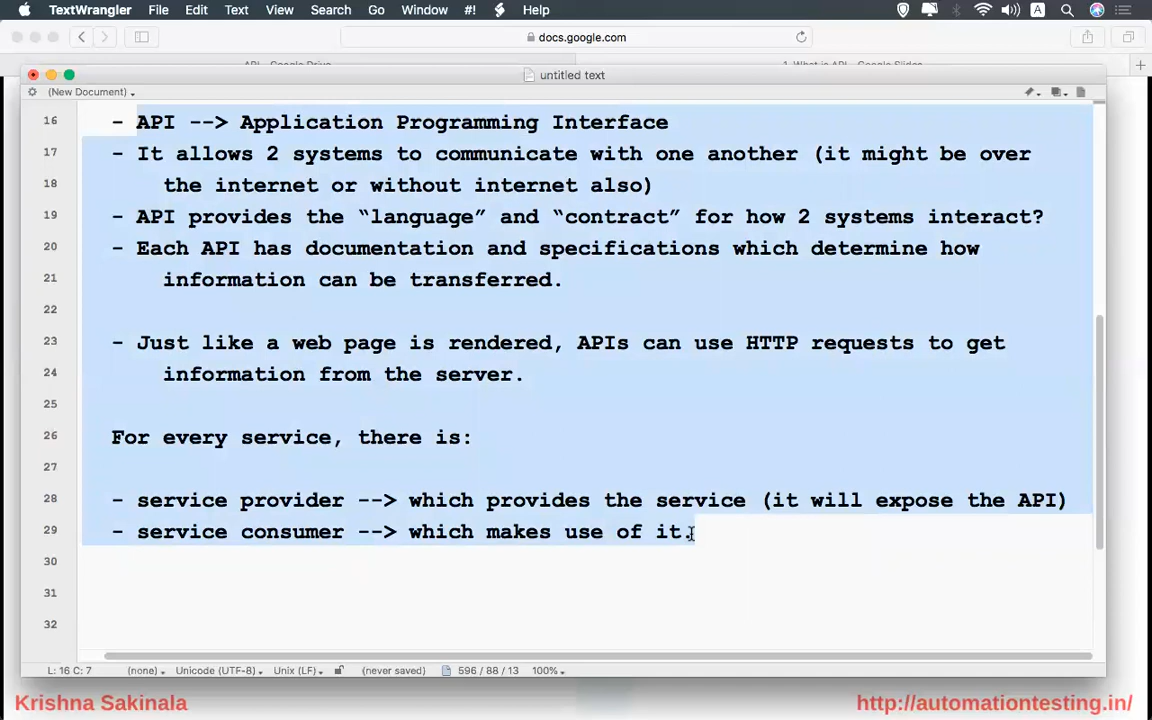 TextWrangler File Edit Text View Search Go Window #! Help
docs.google.com
untitled text
(New Document)
16 - API --> Application Programming Interface
17 - It allows 2 systems to communicate with one another (it might be over
18 the internet or without internet also)
19 - API provides the “language” and “contract” for how 2 systems interact?
20 - Each API has documentation and specifications which determine how
21 information can be transferred.
22
23 - Just like a web page is rendered, APIs can use HTTP requests to get
24 information from the server.
25
26 For every service, there is:
27
28 - service provider --> which provides the service (it will expose the API)
29 - service consumer --> which makes use of it.
30
31
32
L: 16 C: 7 (none) Unicode (UTF-8) Unix (LF) (never saved) 596 / 88 / 13 100%
Krishna Sakinala http://automationtesting.in/